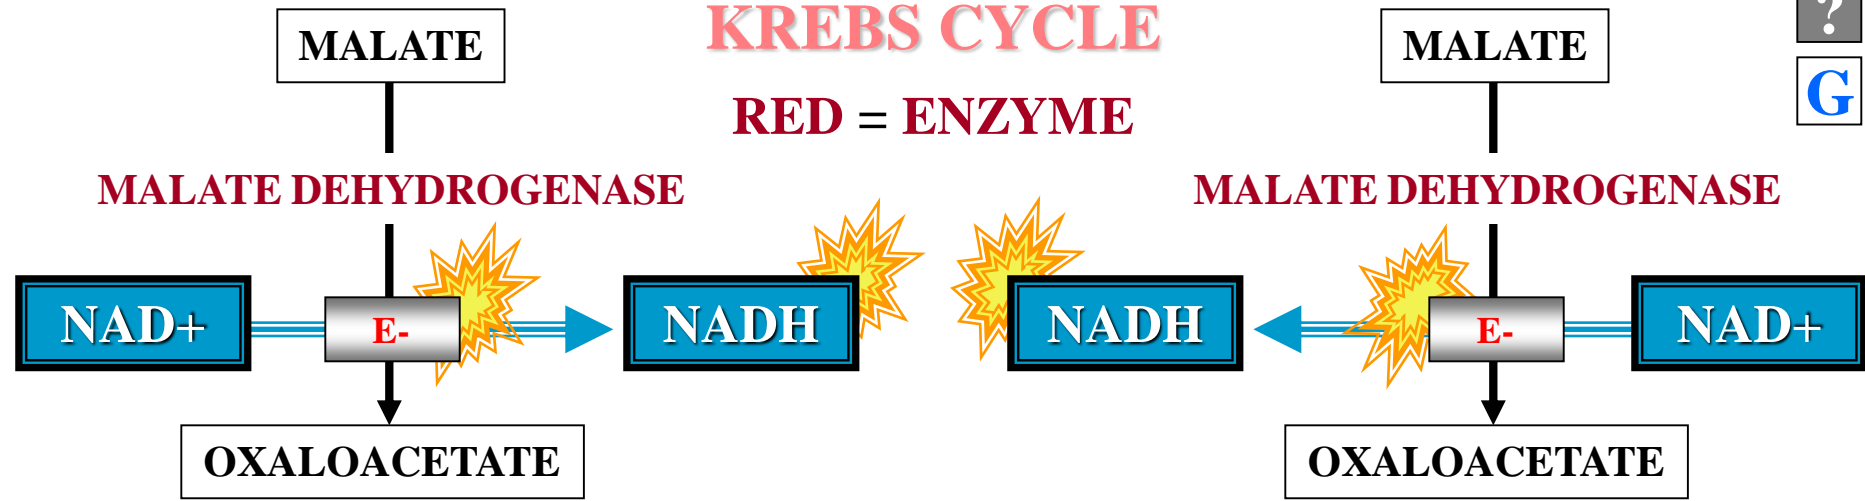 KREBS CYCLE
?
MALATE
MALATE
G
RED = ENZYME
MALATE DEHYDROGENASE
MALATE DEHYDROGENASE
NAD+
E-
NADH
NADH
E-
NAD+
OXALOACETATE
OXALOACETATE